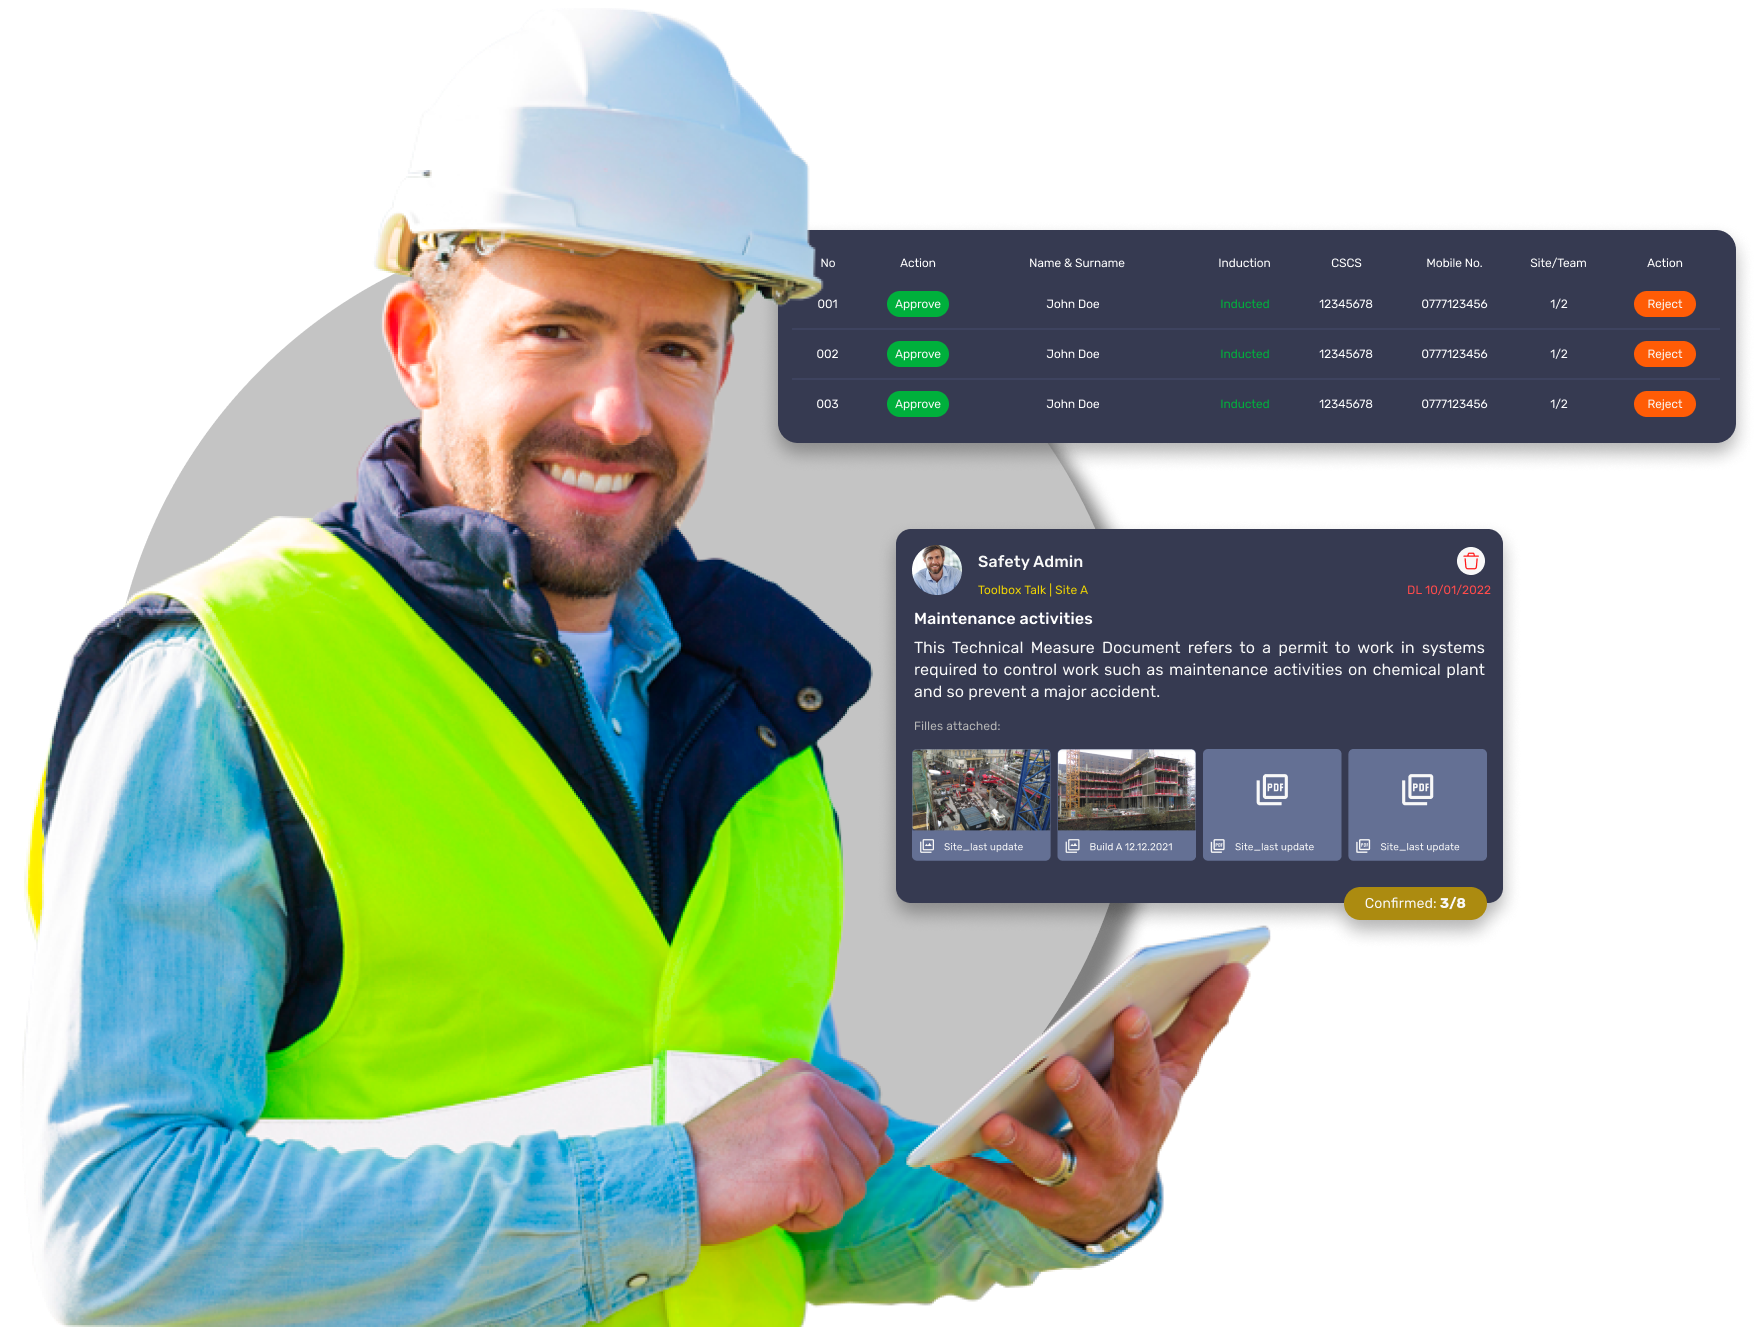 No Action Name & Surname Induction CSCS Mobile No. Site/Team Action
001 Approve John Doe Inducted 12345678 0777123456 1/2 Reject
002 Approve John Doe Inducted 12345678 0777123456 1/2 Reject
003 Approve John Doe Inducted 12345678 0777123456 1/2 Reject
Safety Admin
Toolbox Talk | Site A DL 10/01/2022
Maintenance activities
This Technical Measure Document refers to a permit to work in systems
required to control work such as maintenance activities on chemical plant
and so prevent a major accident.
Filles attached:
PDF PDF
Site_last update Build A 12.12.2021 Site_last update Site_last update
Confirmed: 3/8